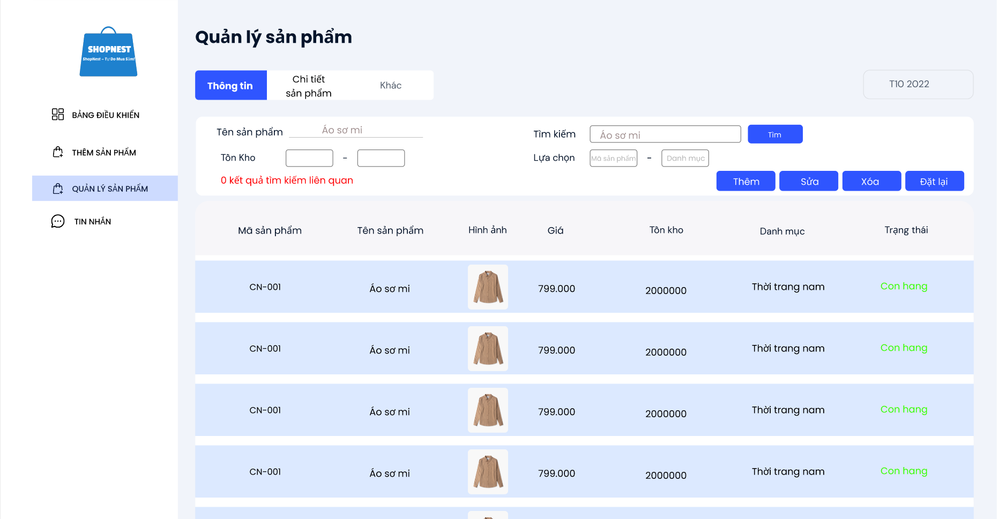 SHOPNEST
ShopNest – Tự Do Mua Sắm!
BẢNG ĐIỀU KHIỂN
THÊM SẢN PHẨM
QUẢN LÝ SẢN PHẨM
TIN NHẮN
Quản lý sản phẩm
Thông tin
Chi tiết
sản phẩm
Khác
T10 2022
Tên sản phẩm Áo sơ mi
Tìm kiếm Áo sơ mi Tìm
Tồn Kho -
Lựa chọn Mã sản phẩm - Danh mục
0 kết quả tìm kiếm liên quan
Thêm Sửa Xóa Đặt lại
Mã sản phẩm Tên sản phẩm Hình ảnh Giá Tồn kho Danh mục Trạng thái
CN-001 Áo sơ mi 799.000 2000000 Thời trang nam Con hang
CN-001 Áo sơ mi 799.000 2000000 Thời trang nam Con hang
CN-001 Áo sơ mi 799.000 2000000 Thời trang nam Con hang
CN-001 Áo sơ mi 799.000 2000000 Thời trang nam Con hang